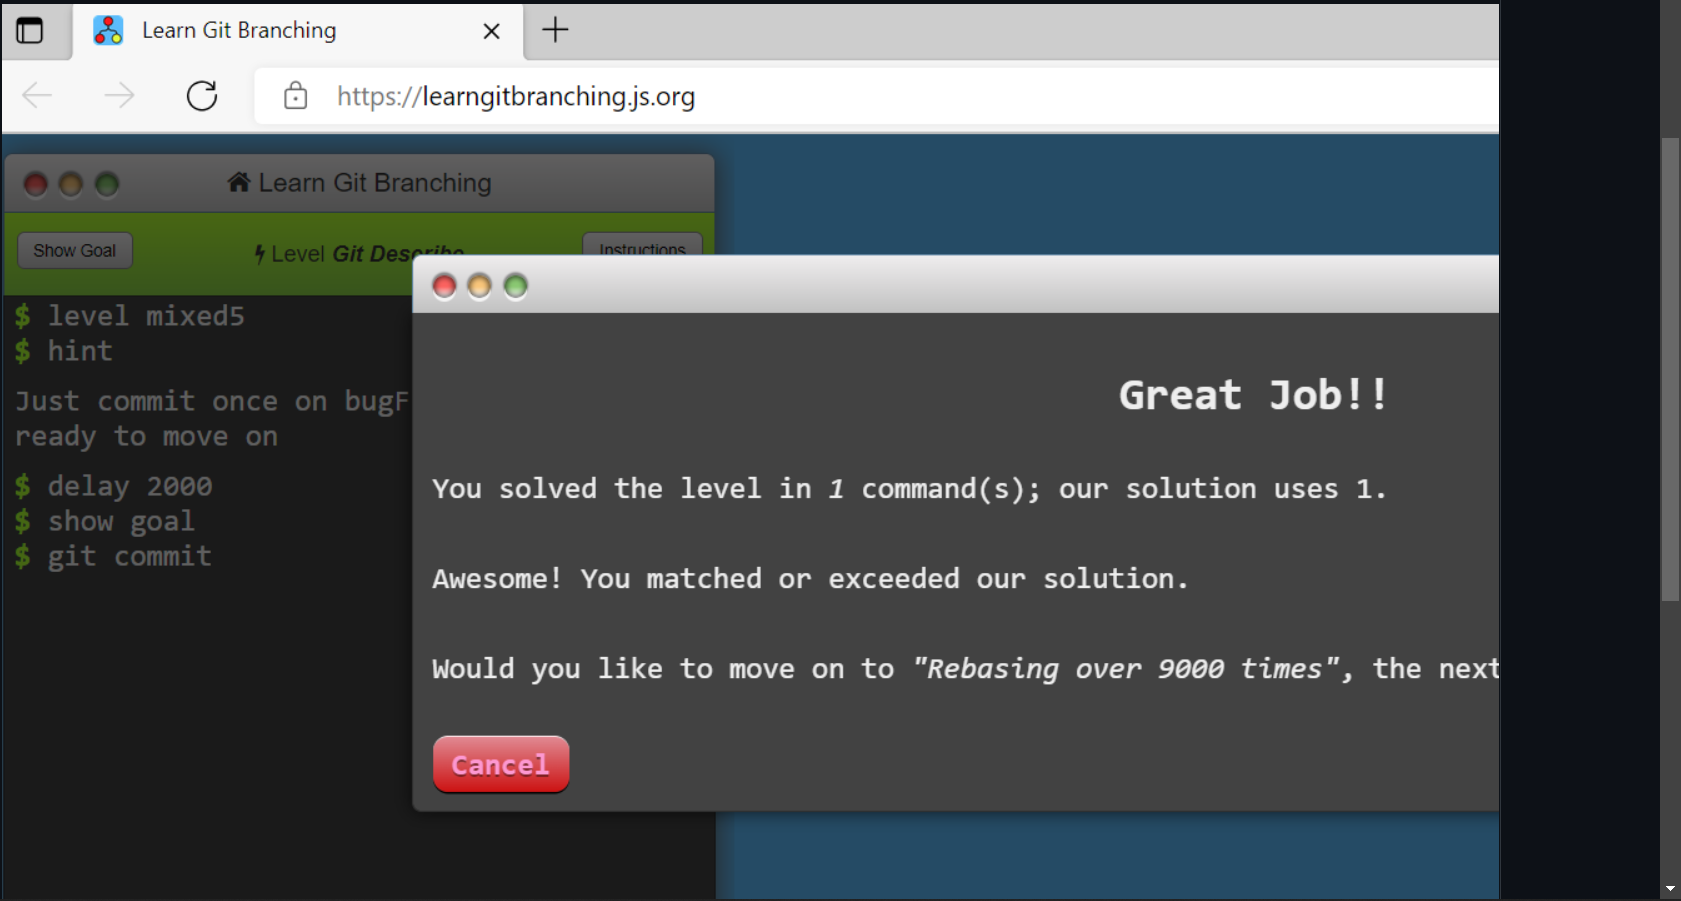 Learn Git Branching
https://learngitbranching.js.org
Learn Git Branching
Show Goal
Level Git Describe
Instructions
$ level mixed5
$ hint
Just commit once on bugF
ready to move on
$ delay 2000
$ show goal
$ git commit
Great Job!!
You solved the level in 1 command(s); our solution uses 1.
Awesome! You matched or exceeded our solution.
Would you like to move on to "Rebasing over 9000 times", the next
Cancel